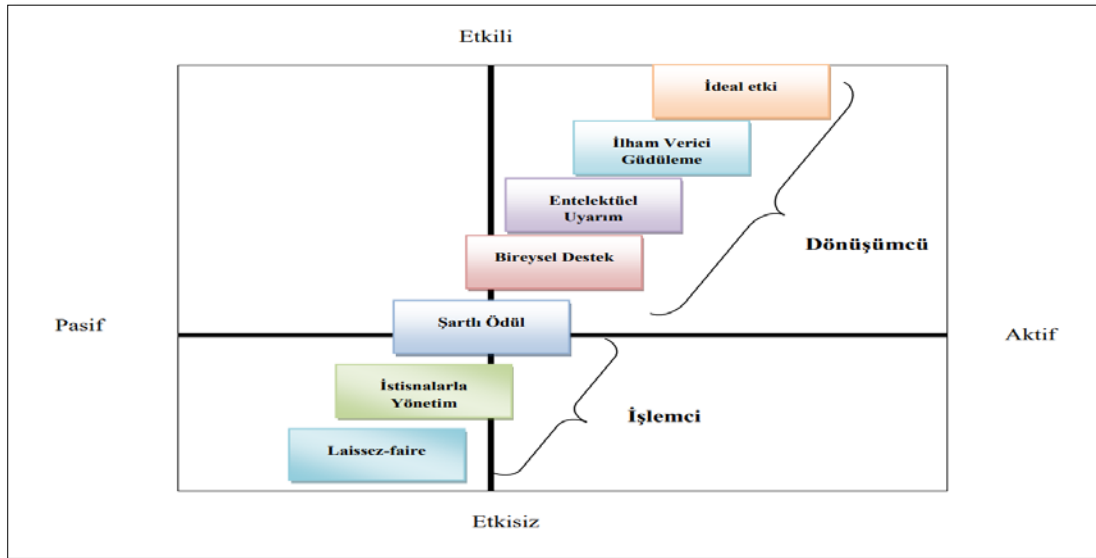 Etkili
İdeal etki
İlham Verici
Güdüleme
Entelektüel
Uyarım
Dönüşümcü
Bireysel Destek
Pasif
Şartlı Ödül
Aktif
İstisnalarla
Yönetim
İşlemci
Laissez-faire
Etkisiz